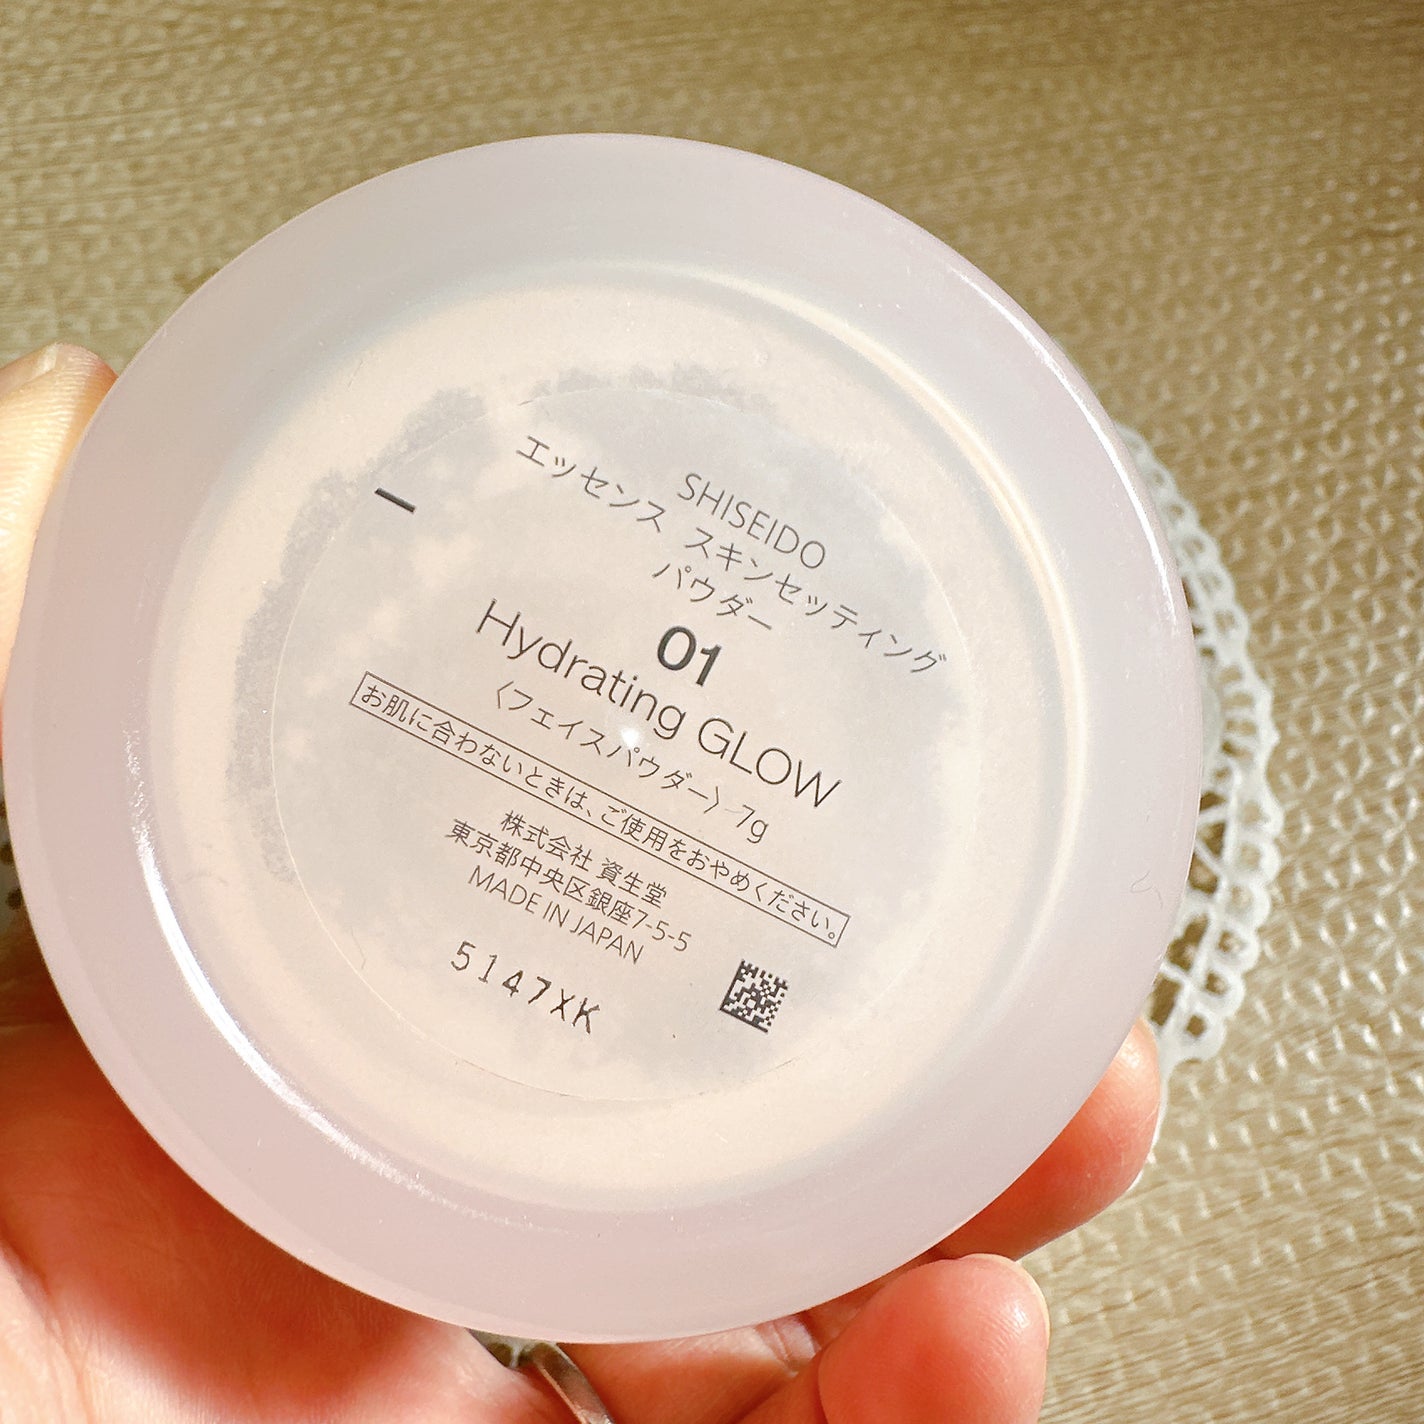 SHISEIDO
エッセンス スキンセッティング
パウダー
01
Hydrating GLOW
〈フェイスパウダー〉 7g
お肌に合わないときは、ご使用をおやめください。
株式会社 資生堂
東京都中央区銀座7-5-5
MADE IN JAPAN
5147XK